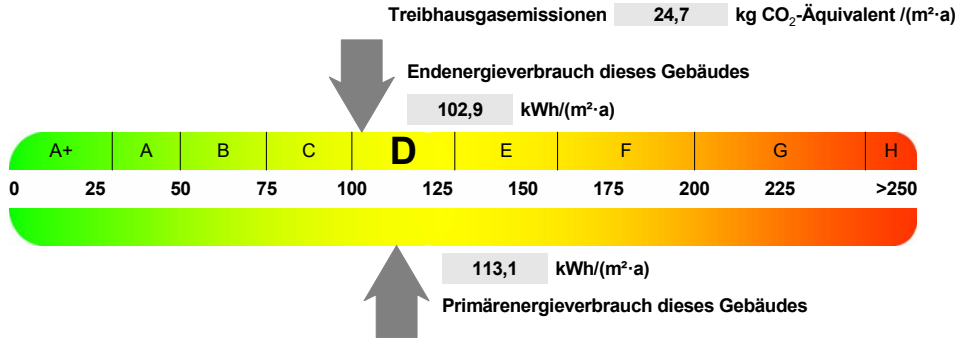 Treibhausgasemissionen 24,7 kg CO₂-Äquivalent /(m²·a)
Endenergieverbrauch dieses Gebäudes
102,9 kWh/(m²·a)
A+ A B C D E F G H
0 25 50 75 100 125 150 175 200 225 >250
113,1 kWh/(m²·a)
Primärenergieverbrauch dieses Gebäudes